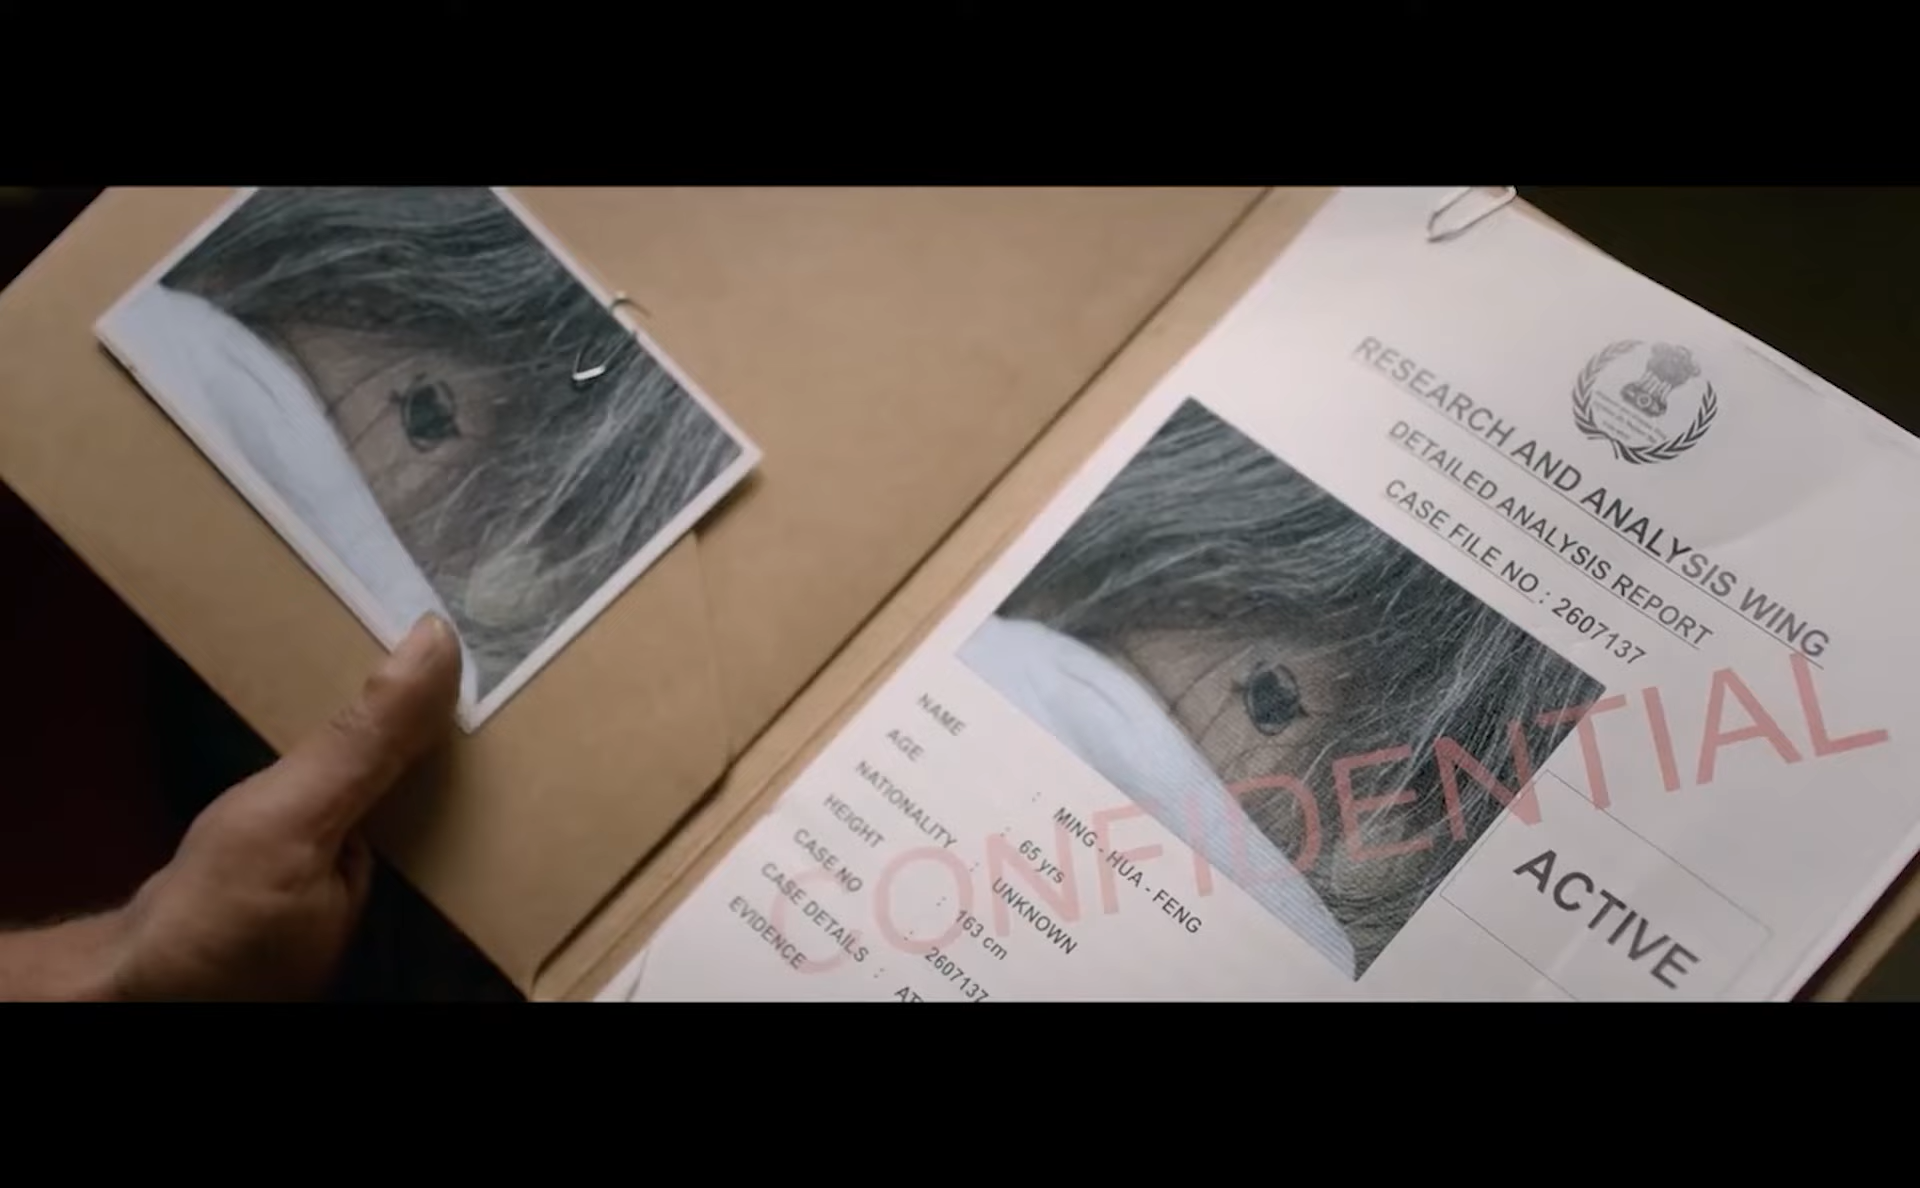 RESEARCH AND ANALYSIS WING
DETAILED ANALYSIS REPORT
CASE FILE NO : 2607137
CONFIDENTIAL
ACTIVE
NAME : MING - HUA - FENG
AGE : 65 yrs
NATIONALITY : UNKNOWN
HEIGHT : 163 cm
CASE NO : 2607137
CASE DETAILS :
EVIDENCE